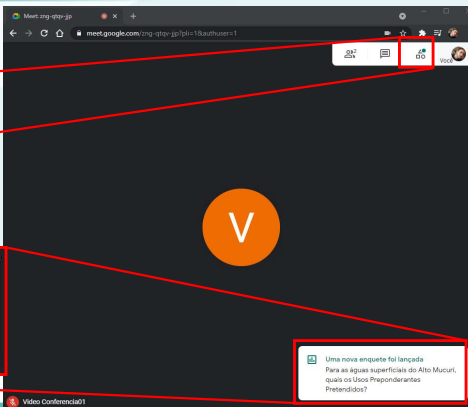 Meet: zng-qtqv-jjp
meet.google.com/zng-qtqv-jjp?pli=1&authuser=1
2
Você
V
Uma nova enquete foi lançada
Para as águas superficiais do Alto Mucuri,
quais os Usos Preponderantes
Pretendidos?
Video Conferencia01